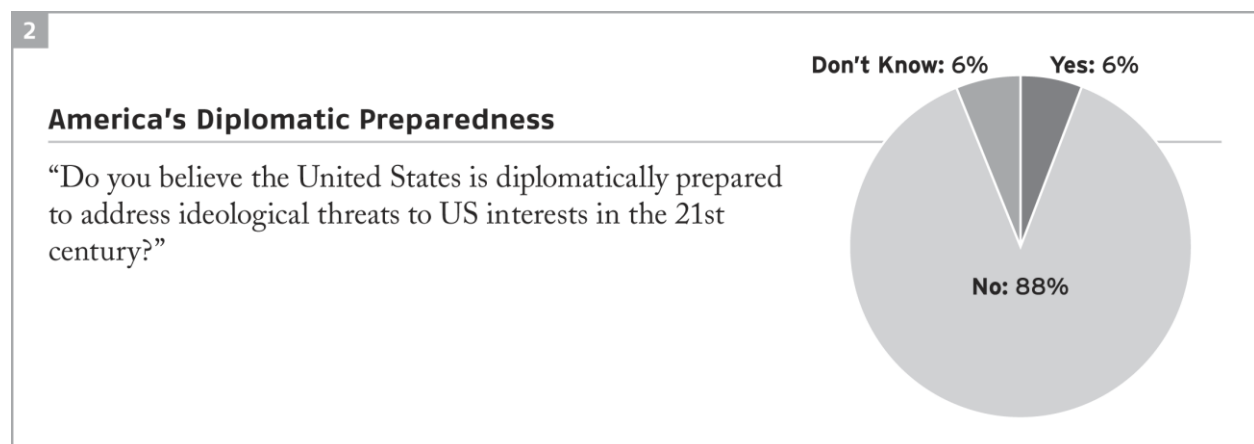 2
Don't Know: 6%
Yes: 6%
America's Diplomatic Preparedness
“Do you believe the United States is diplomatically prepared
to address ideological threats to US interests in the 21st
century?”
No: 88%